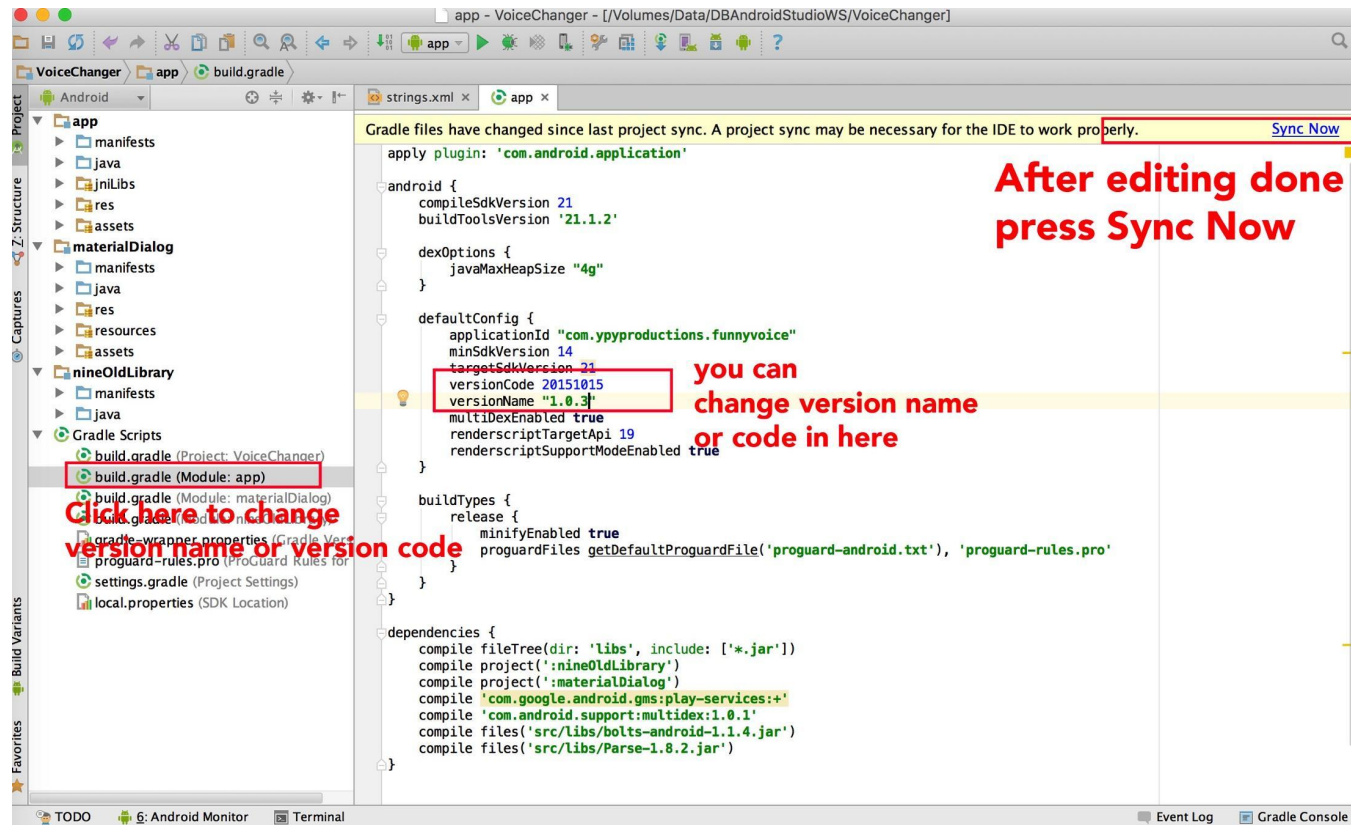 app - VoiceChanger - [/Volumes/Data/DBAndroidStudioWS/VoiceChanger]
app
?
VoiceChanger app build.gradle
Project
Z: Structure
Captures
Build Variants
Favorites
Android
app
manifests
java
jniLibs
res
assets
materialDialog
manifests
java
res
resources
assets
nineOldLibrary
manifests
java
Gradle Scripts
build.gradle (Project: VoiceChanger)
build.gradle (Module: app)
build.gradle (Module: materialDialog)
build.gradle (Module: nineOldLibrary)
gradle-wrapper.properties (Gradle Vers
proguard-rules.pro (ProGuard Rules for
settings.gradle (Project Settings)
local.properties (SDK Location)
Click here to change
version name or version code
strings.xml × app ×
Gradle files have changed since last project sync. A project sync may be necessary for the IDE to work properly. Sync Now
After editing done
press Sync Now
apply plugin: 'com.android.application'
android {
compileSdkVersion 21
buildToolsVersion '21.1.2'
dexOptions {
javaMaxHeapSize "4g"
}
defaultConfig {
applicationId "com.ypyproductions.funnyvoice"
minSdkVersion 14
targetSdkVersion 21
versionCode 20151015
versionName "1.0.3"
multiDexEnabled true
renderscriptTargetApi 19
renderscriptSupportModeEnabled true
}
you can
change version name
or code in here
buildTypes {
release {
minifyEnabled true
proguardFiles getDefaultProguardFile('proguard-android.txt'), 'proguard-rules.pro'
}
}
}
dependencies {
compile fileTree(dir: 'libs', include: ['*.jar'])
compile project(':nineOldLibrary')
compile project(':materialDialog')
compile 'com.google.android.gms:play-services:+'
compile 'com.android.support:multidex:1.0.1'
compile files('src/libs/bolts-android-1.1.4.jar')
compile files('src/libs/Parse-1.8.2.jar')
}
TODO 6: Android Monitor Terminal Event Log Gradle Console